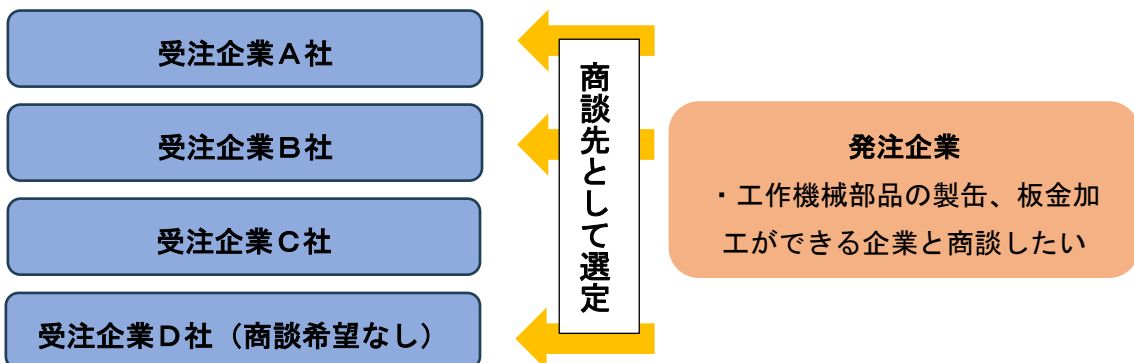 受注企業A社
受注企業B社
受注企業C社
受注企業D社（商談希望なし）
商談先として選定
発注企業
・工作機械部品の製缶、板金加
工ができる企業と商談したい